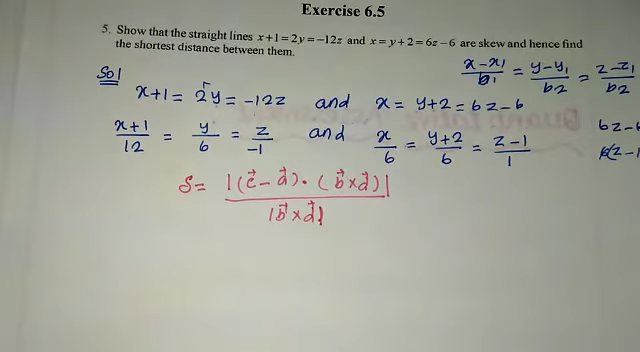 Exercise 6.5
5. Show that the straight lines x+1=2y=−12z and x=y+2=6z−6 are skew and hence find
the shortest distance between them.
(x-x₁)/b₁ = (y-y₁)/b₂ = (z-z₁)/b₂
Sol
x+1 = 2y = -12z and x = y+2 = 6z-6
(x+1)/12 = y/6 = z/-1 and x/6 = (y+2)/6 = (z-1)/1
6z-6
6(z-1
δ = |(c⃗-a⃗)·(b⃗×d⃗)| / |b⃗×d⃗|